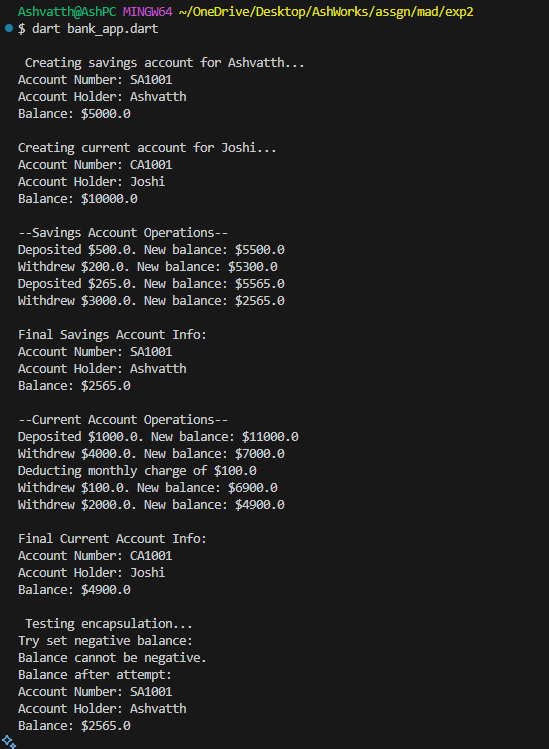 Ashvatth@AshPC MINGW64 ~/OneDrive/Desktop/AshWorks/assgn/mad/exp2
$ dart bank_app.dart
Creating savings account for Ashvatth...
Account Number: SA1001
Account Holder: Ashvatth
Balance: $5000.0
Creating current account for Joshi...
Account Number: CA1001
Account Holder: Joshi
Balance: $10000.0
--Savings Account Operations--
Deposited $500.0. New balance: $5500.0
Withdrew $200.0. New balance: $5300.0
Deposited $265.0. New balance: $5565.0
Withdrew $3000.0. New balance: $2565.0
Final Savings Account Info:
Account Number: SA1001
Account Holder: Ashvatth
Balance: $2565.0
--Current Account Operations--
Deposited $1000.0. New balance: $11000.0
Withdrew $4000.0. New balance: $7000.0
Deducting monthly charge of $100.0
Withdrew $100.0. New balance: $6900.0
Withdrew $2000.0. New balance: $4900.0
Final Current Account Info:
Account Number: CA1001
Account Holder: Joshi
Balance: $4900.0
Testing encapsulation...
Try set negative balance:
Balance cannot be negative.
Balance after attempt:
Account Number: SA1001
Account Holder: Ashvatth
Balance: $2565.0